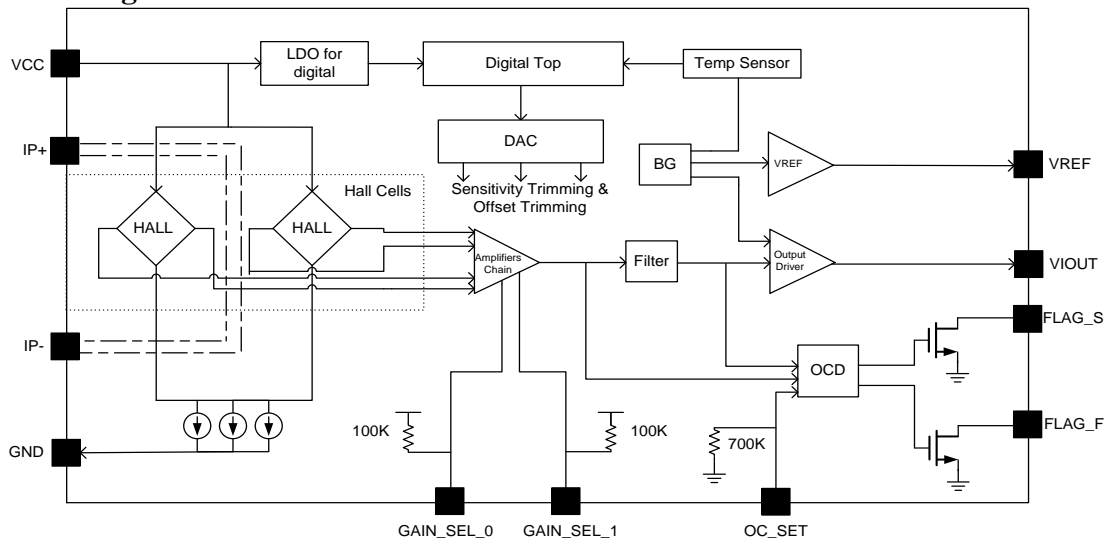 VCC
LDO for
digital
Digital Top
Temp Sensor
IP+
DAC
BG
VREF
VREF
Hall Cells
Sensitivity Trimming &
Offset Trimming
HALL
HALL
Amplifiers
Chain
Filter
Output
Driver
VIOUT
FLAG_S
IP-
OCD
100K
100K
700K
FLAG_F
GND
GAIN_SEL_0
GAIN_SEL_1
OC_SET